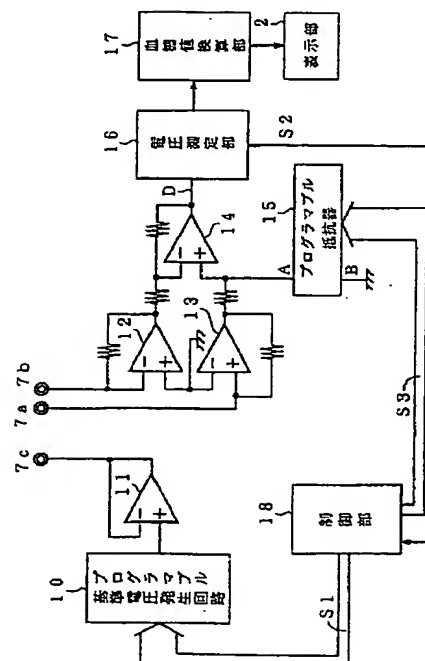 7c
7a
7b
10
プログラマブル
基準電圧発生回路
11
-
+
12
-
+
13
-
+
14
-
+
D
16
電圧測定部
17
血糖値換算部
2
表示部
S2
A
B
15
プログラマブル
抵抗器
S3
18
制御部
S1